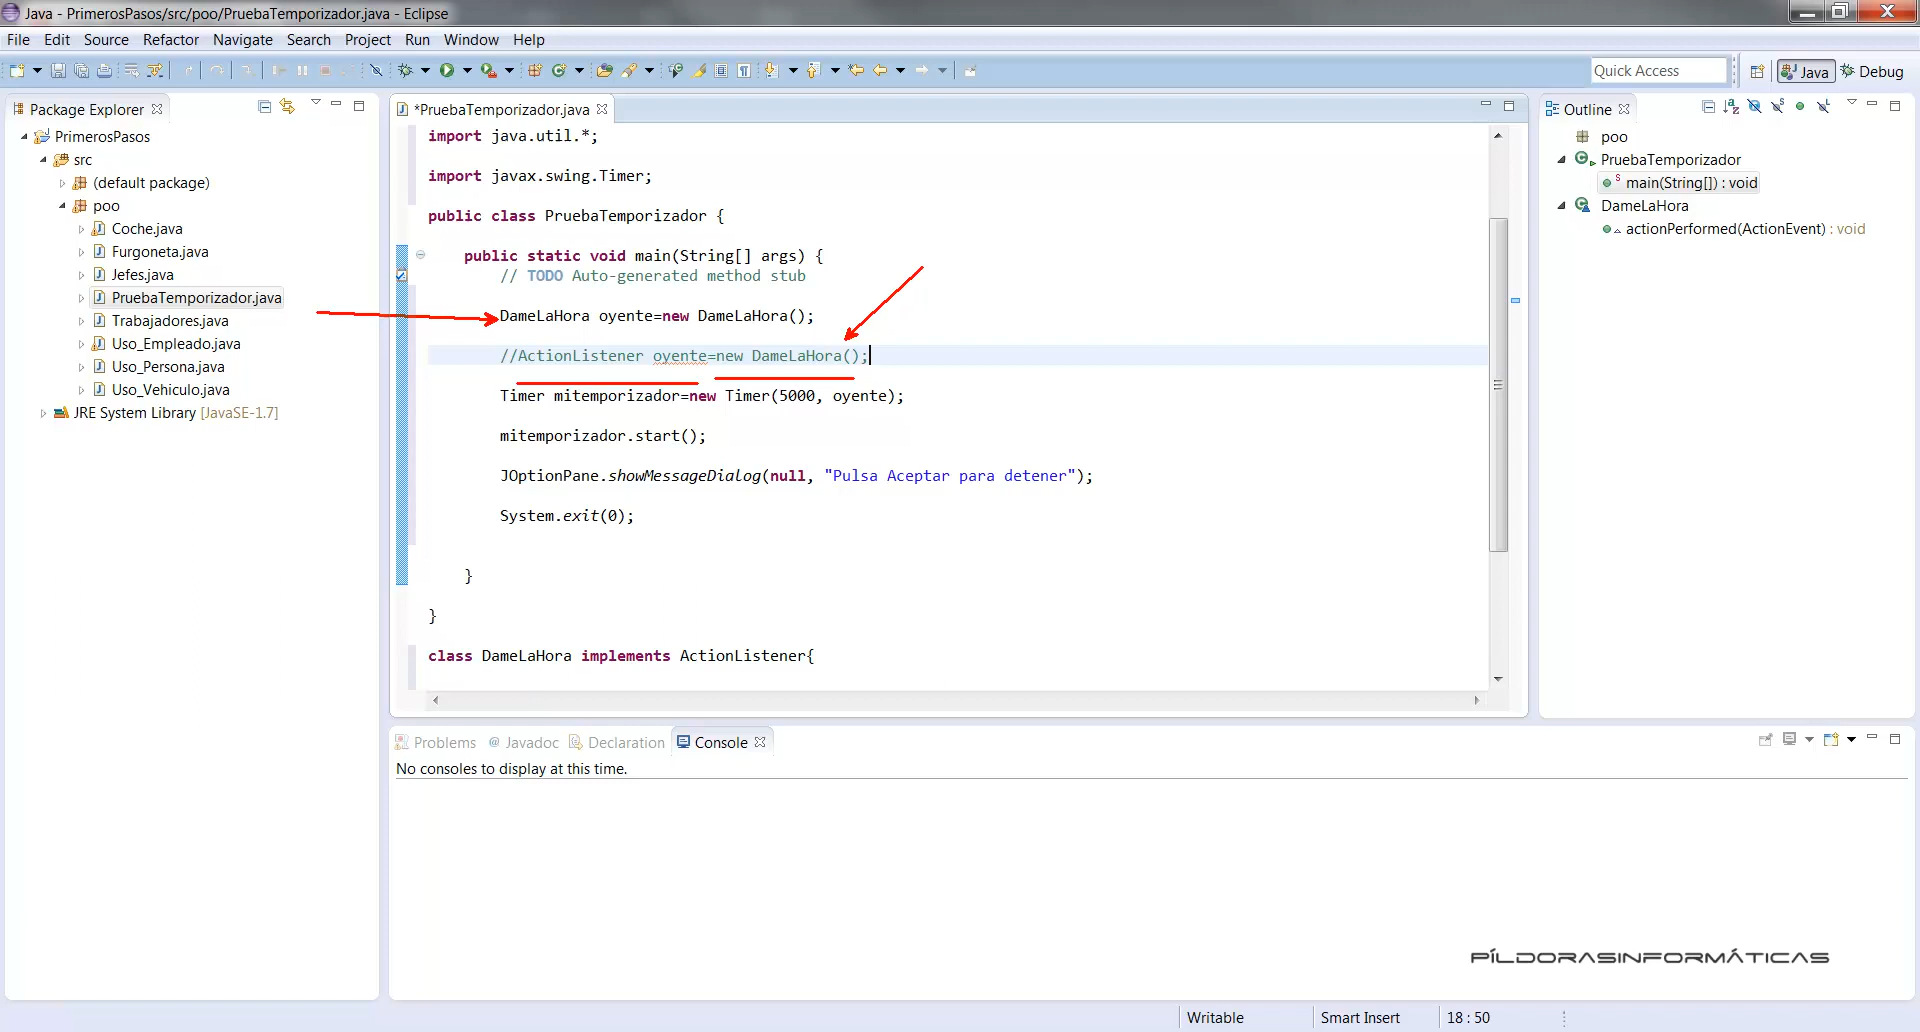 Java - PrimerosPasos/src/poo/PruebaTemporizador.java - Eclipse
File Edit Source Refactor Navigate Search Project Run Window Help
Quick Access
Java
Debug
Package Explorer
PrimerosPasos
src
(default package)
poo
Coche.java
Furgoneta.java
Jefes.java
PruebaTemporizador.java
Trabajadores.java
Uso_Empleado.java
Uso_Persona.java
Uso_Vehiculo.java
JRE System Library [JavaSE-1.7]
*PruebaTemporizador.java
import java.util.*;
import javax.swing.Timer;
public class PruebaTemporizador {
public static void main(String[] args) {
// TODO Auto-generated method stub
DameLaHora oyente=new DameLaHora();
//ActionListener oyente=new DameLaHora();
Timer mitemporizador=new Timer(5000, oyente);
mitemporizador.start();
JOptionPane.showMessageDialog(null, "Pulsa Aceptar para detener");
System.exit(0);
}
}
class DameLaHora implements ActionListener{
Outline
poo
PruebaTemporizador
main(String[]) : void
DameLaHora
actionPerformed(ActionEvent) : void
Problems @ Javadoc Declaration Console
No consoles to display at this time.
PÍLDORASINFORMÁTICAS
Writable Smart Insert 18 : 50